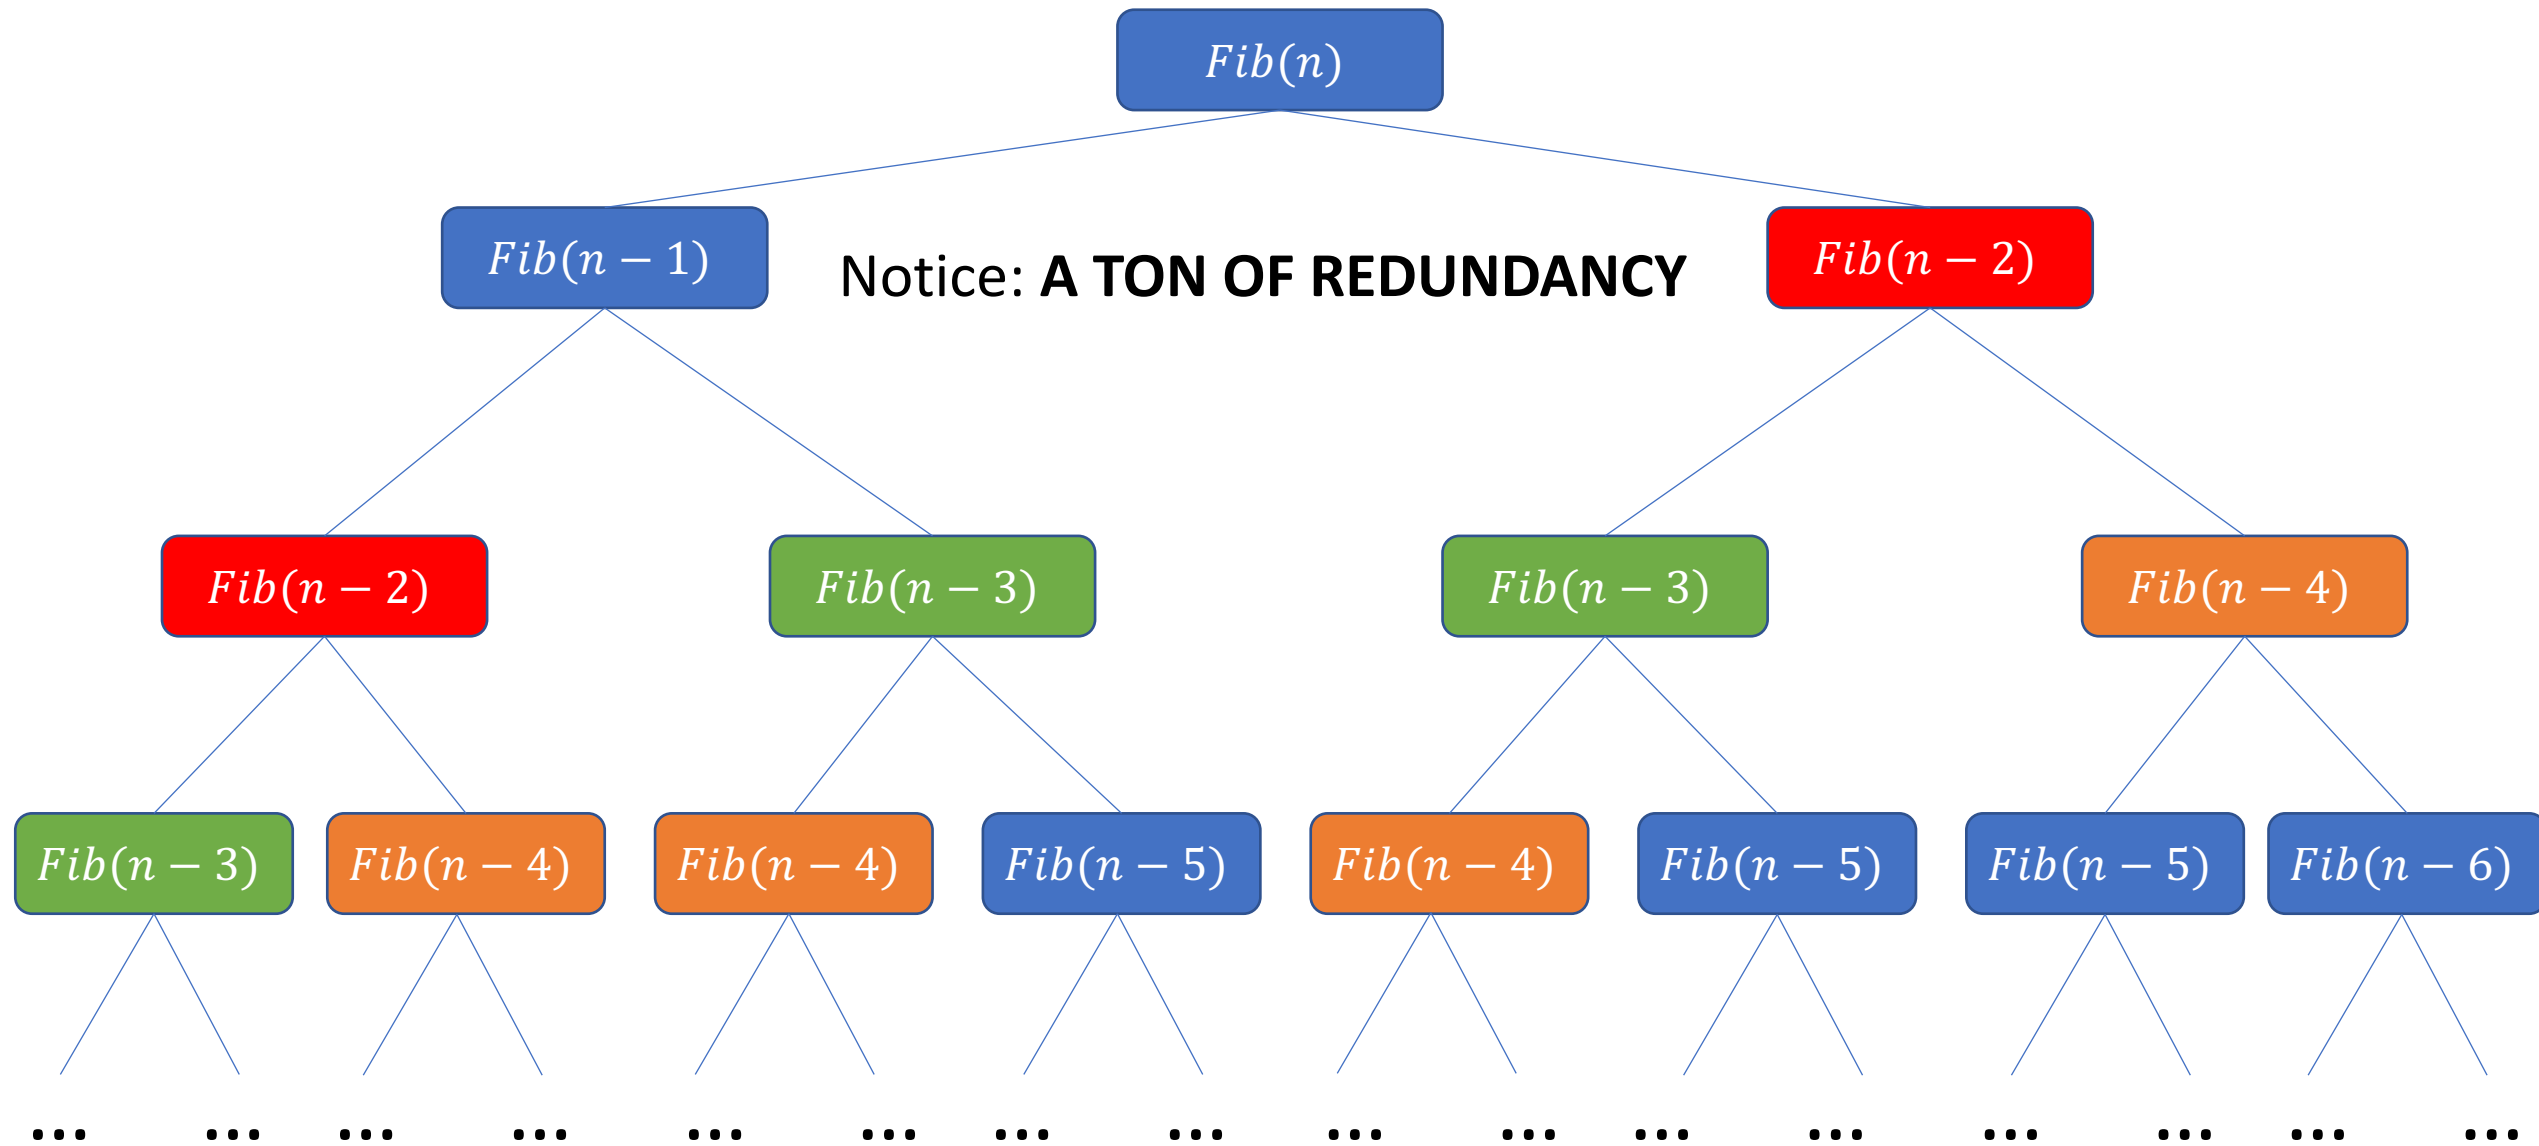 Fib(n)
Fib(n − 1)
Notice: A TON OF REDUNDANCY
Fib(n − 2)
Fib(n − 2)
Fib(n − 3)
Fib(n − 3)
Fib(n − 4)
Fib(n − 3)
Fib(n − 4)
Fib(n − 4)
Fib(n − 5)
Fib(n − 4)
Fib(n − 5)
Fib(n − 5)
Fib(n − 6)
... ... ... ... ... ... ... ... ... ... ... ... ... ... ... ...